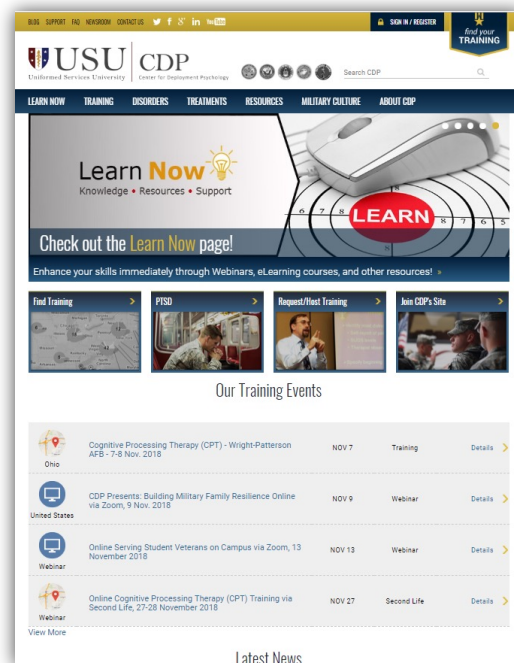 BLOG SUPPORT FAQ NEWSROOM CONTACT US
SIGN IN / REGISTER
find your
TRAINING
USU CDP
Uniformed Services University Center for Deployment Psychology
Search CDP
LEARN NOW TRAINING DISORDERS TREATMENTS RESOURCES MILITARY CULTURE ABOUT CDP
Learn Now
Knowledge • Resources • Support
LEARN
6 7 8 8 7 6 5
Check out the Learn Now page!
Enhance your skills immediately through Webinars, eLearning courses, and other resources! »
Find Training > PTSD > Request/Host Training > Join CDP's Site >
Our Training Events
Cognitive Processing Therapy (CPT) - Wright-Patterson
AFB - 7-8 Nov. 2018
NOV 7 Training Details >
Ohio
CDP Presents: Building Military Family Resilience Online
via Zoom, 9 Nov. 2018
NOV 9 Webinar Details >
United States
Online Serving Student Veterans on Campus via Zoom, 13
November 2018
NOV 13 Webinar Details >
Webinar
Online Cognitive Processing Therapy (CPT) Training via
Second Life, 27-28 November 2018
NOV 27 Second Life Details >
Webinar
View More
Latest News